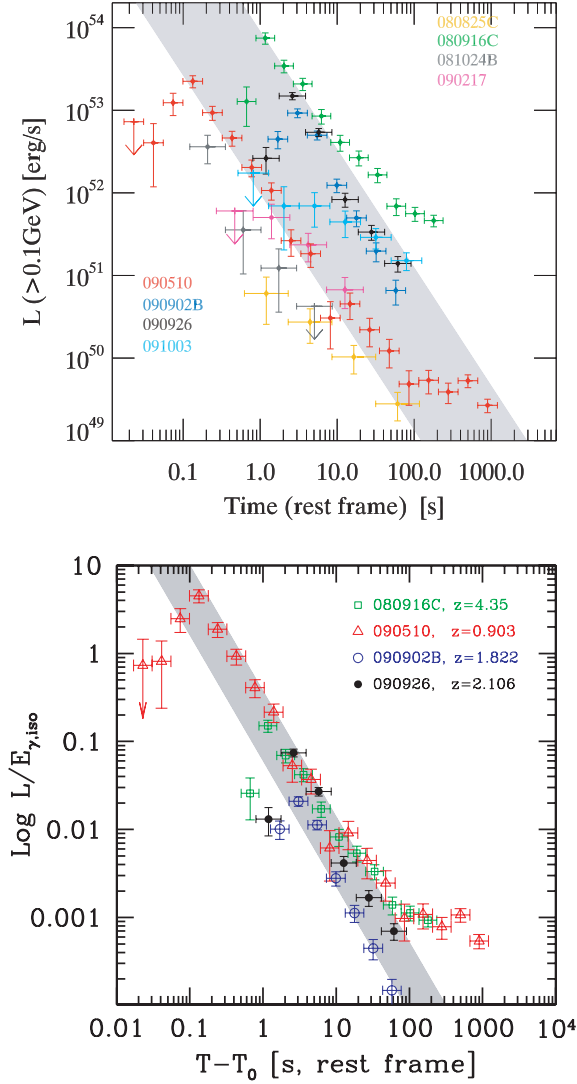 10^54
10^53
10^52
10^51
10^50
10^49
L (>0.1GeV) [erg/s]
080825C
080916C
081024B
090217
090510
090902B
090926
091003
0.1 1.0 10.0 100.0 1000.0
Time (rest frame) [s]
10
1
0.1
0.01
0.001
Log L/E_γ,iso
080916C, z=4.35
090510, z=0.903
090902B, z=1.822
090926, z=2.106
0.01 0.1 1 10 100 1000 10^4
T−T_0 [s, rest frame]